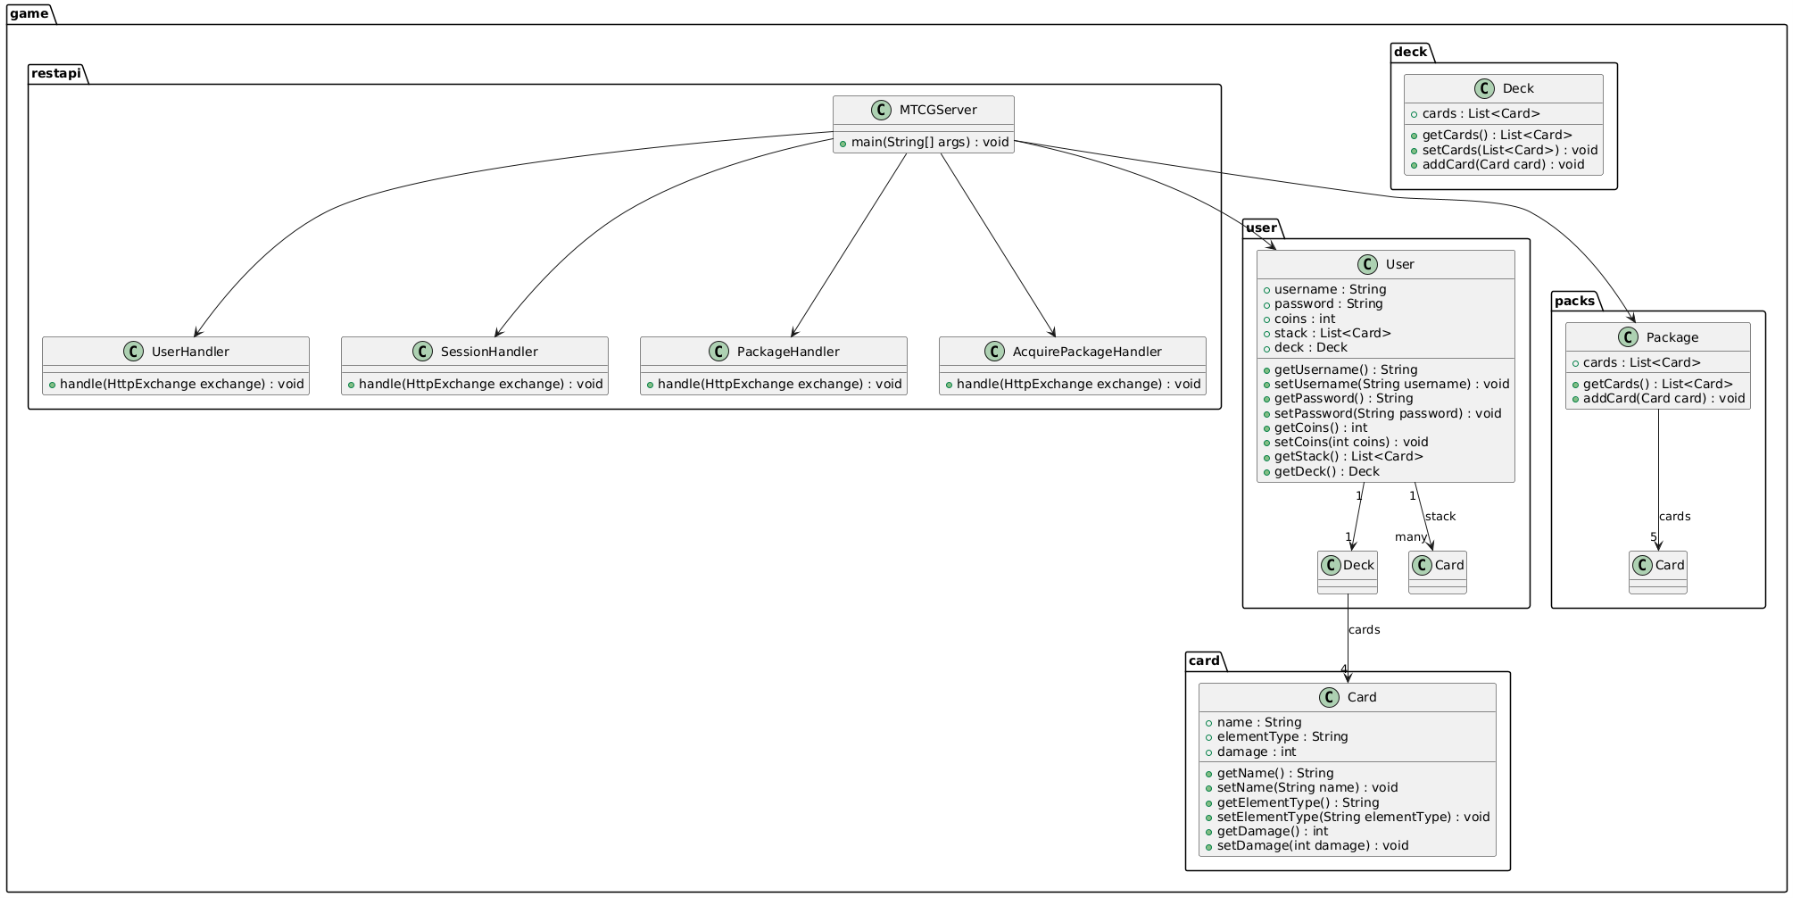 game
restapi
C MTCGServer
main(String[] args) : void
C UserHandler
handle(HttpExchange exchange) : void
C SessionHandler
handle(HttpExchange exchange) : void
C PackageHandler
handle(HttpExchange exchange) : void
C AcquirePackageHandler
handle(HttpExchange exchange) : void
deck
C Deck
cards : List<Card>
getCards() : List<Card>
setCards(List<Card>) : void
addCard(Card card) : void
user
C User
username : String
password : String
coins : int
stack : List<Card>
deck : Deck
getUsername() : String
setUsername(String username) : void
getPassword() : String
setPassword(String password) : void
getCoins() : int
setCoins(int coins) : void
getStack() : List<Card>
getDeck() : Deck
1
1
stack
1
many
C Deck
C Card
packs
C Package
cards : List<Card>
getCards() : List<Card>
addCard(Card card) : void
cards
5
C Card
cards
4
card
C Card
name : String
elementType : String
damage : int
getName() : String
setName(String name) : void
getElementType() : String
setElementType(String elementType) : void
getDamage() : int
setDamage(int damage) : void